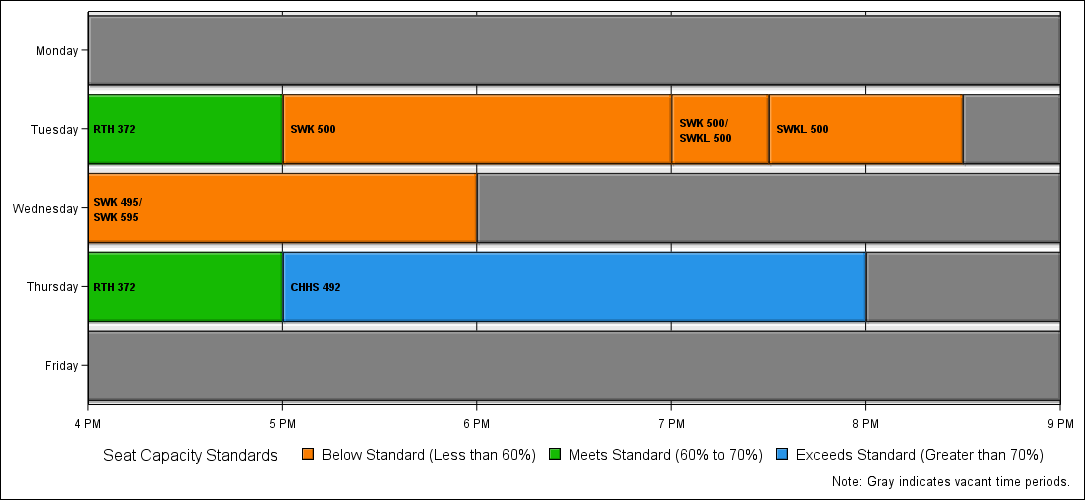 Monday
Tuesday
RTH 372
SWK 500
SWK 500/
SWKL 500
SWKL 500
Wednesday
SWK 495/
SWK 595
Thursday
RTH 372
CHHS 492
Friday
4 PM
5 PM
6 PM
7 PM
8 PM
9 PM
Seat Capacity Standards
Below Standard (Less than 60%)
Meets Standard (60% to 70%)
Exceeds Standard (Greater than 70%)
Note: Gray indicates vacant time periods.